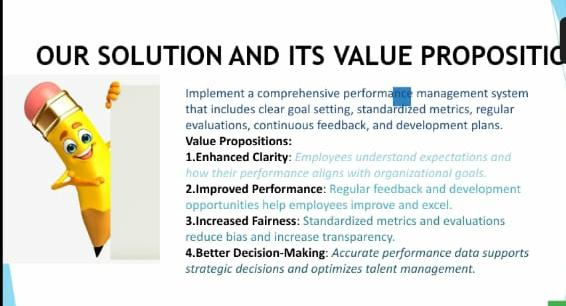 OUR SOLUTION AND ITS VALUE PROPOSITIO
Implement a comprehensive performance management system
that includes clear goal setting, standardized metrics, regular
evaluations, continuous feedback, and development plans.
Value Propositions:
1.Enhanced Clarity: Employees understand expectations and
how their performance aligns with organizational goals.
2.Improved Performance: Regular feedback and development
opportunities help employees improve and excel.
3.Increased Fairness: Standardized metrics and evaluations
reduce bias and increase transparency.
4.Better Decision-Making: Accurate performance data supports
strategic decisions and optimizes talent management.